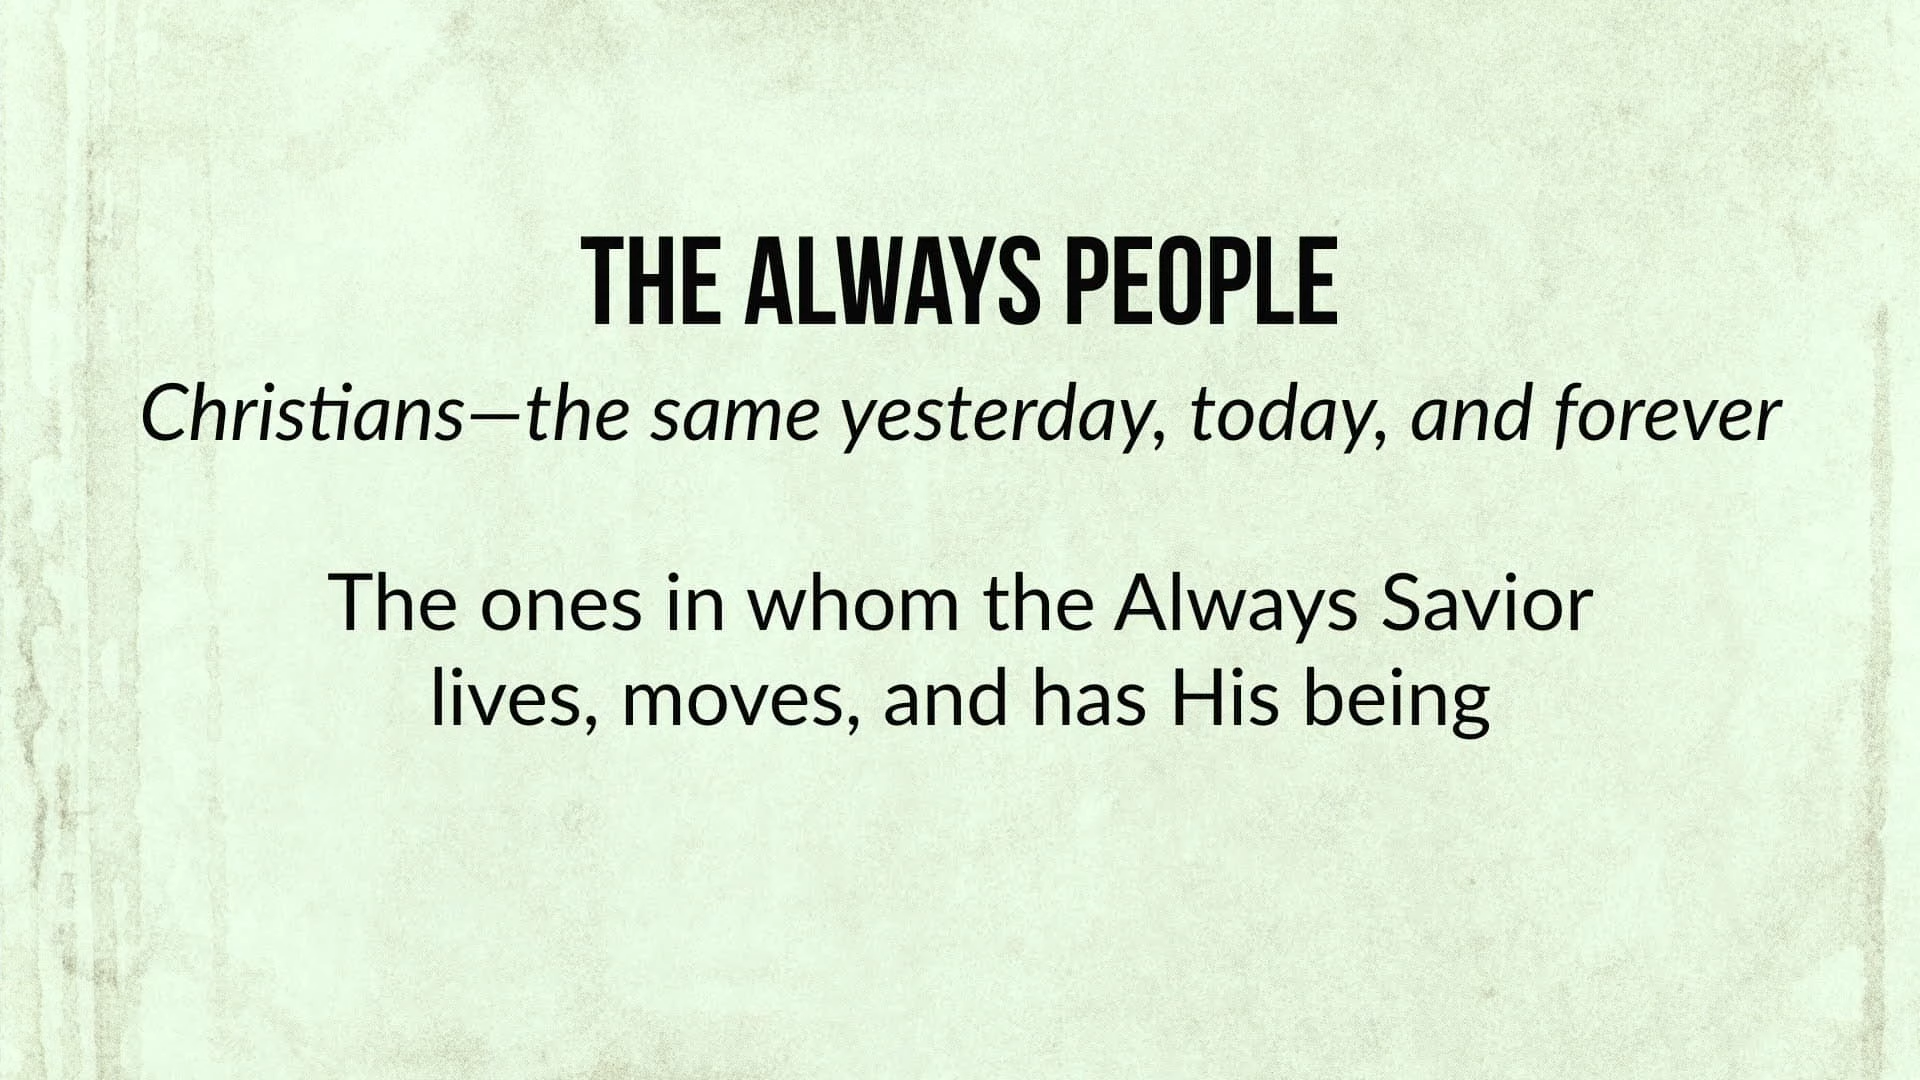 THE ALWAYS PEOPLE
Christians—the same yesterday, today, and forever
The ones in whom the Always Savior
lives, moves, and has His being